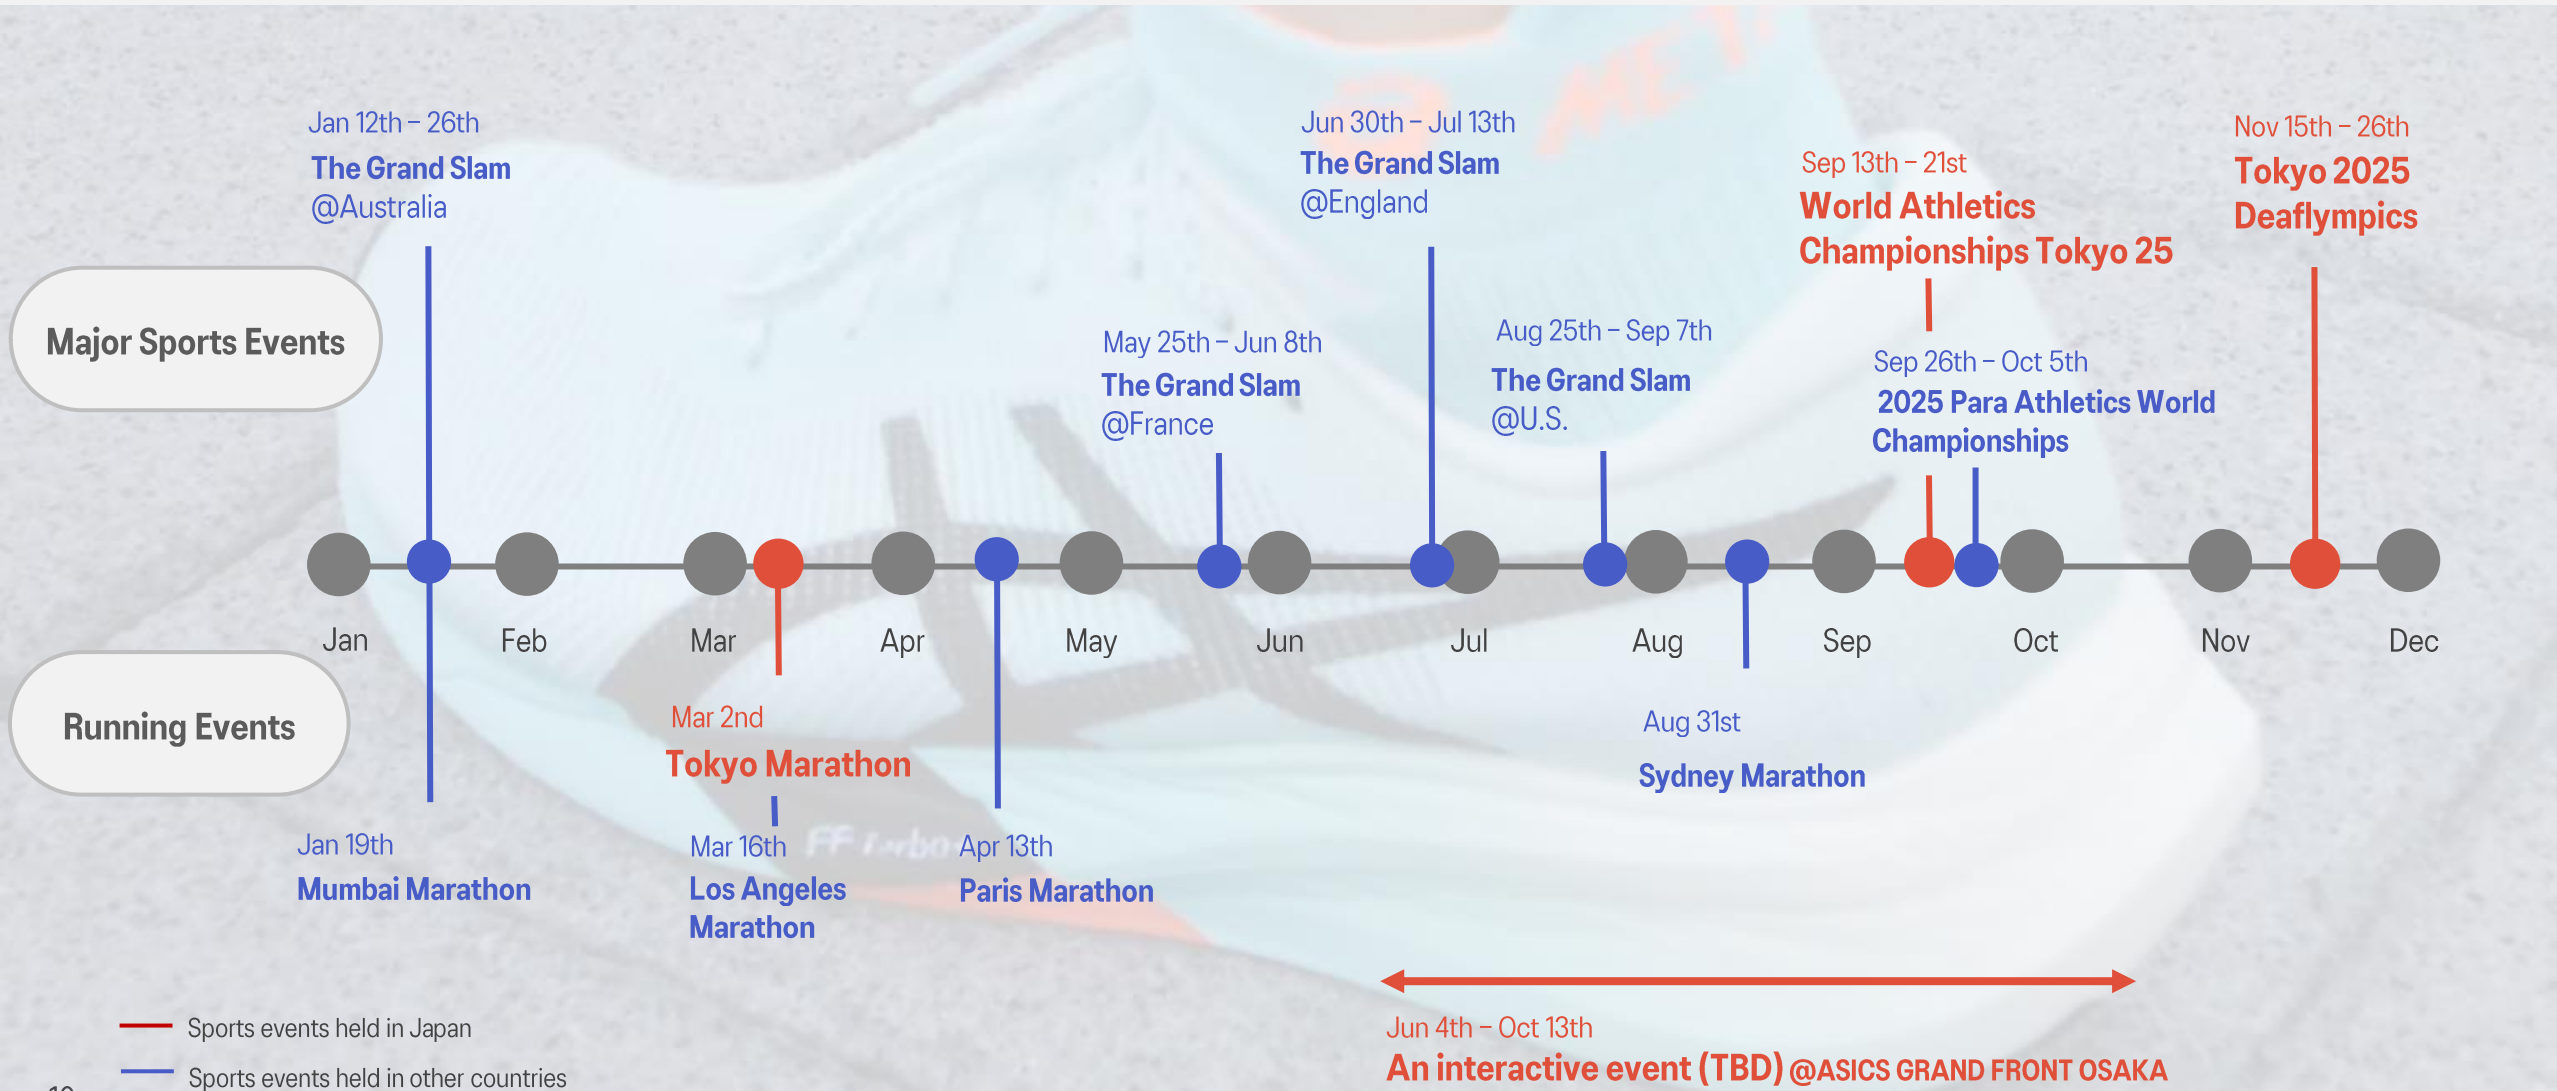 Jan 12th – 26th
The Grand Slam
@Australia
Jun 30th – Jul 13th
The Grand Slam
@England
Sep 13th – 21st
World Athletics
Championships Tokyo 25
Nov 15th – 26th
Tokyo 2025
Deaflympics
Major Sports Events
May 25th – Jun 8th
The Grand Slam
@France
Aug 25th – Sep 7th
The Grand Slam
@U.S.
Sep 26th – Oct 5th
2025 Para Athletics World
Championships
Jan Feb Mar Apr May Jun Jul Aug Sep Oct Nov Dec
Running Events
Mar 2nd
Tokyo Marathon
Aug 31st
Sydney Marathon
Jan 19th
Mumbai Marathon
Mar 16th
Los Angeles
Marathon
FF
Apr 13th
Paris Marathon
Jun 4th – Oct 13th
An interactive event (TBD) @ASICS GRAND FRONT OSAKA
Sports events held in Japan
Sports events held in other countries